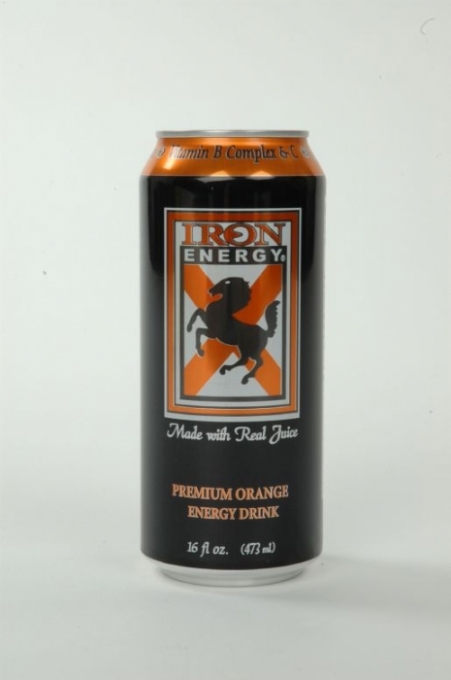 Vitamin B Complex & C
IRON
ENERGY®
Made with Real Juice
PREMIUM ORANGE
ENERGY DRINK
16 fl oz. (473 ml)